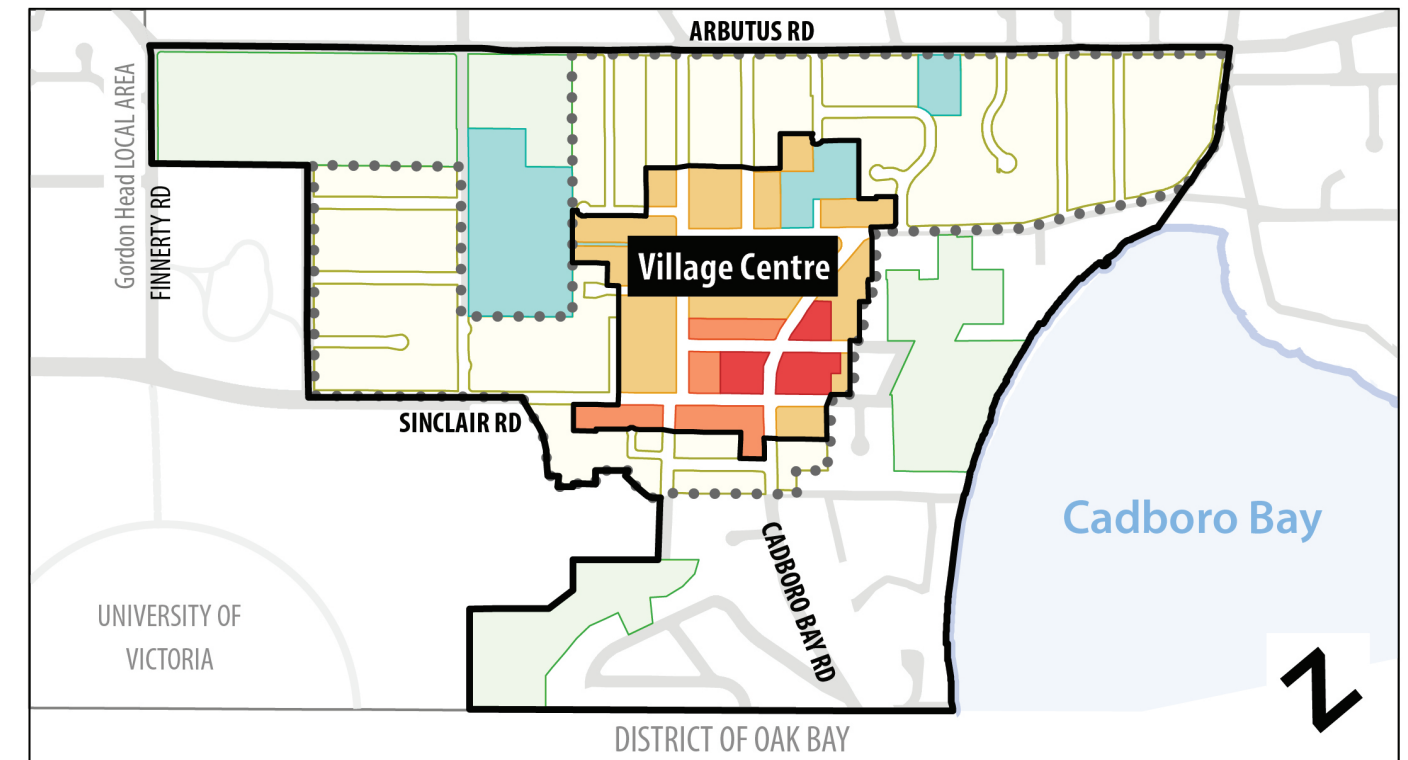 ARBUTUS RD
Gordon Head LOCAL AREA
FINNERTY RD
Village Centre
SINCLAIR RD
Cadboro Bay
CADBORO BAY RD
UNIVERSITY OF
VICTORIA
DISTRICT OF OAK BAY
N